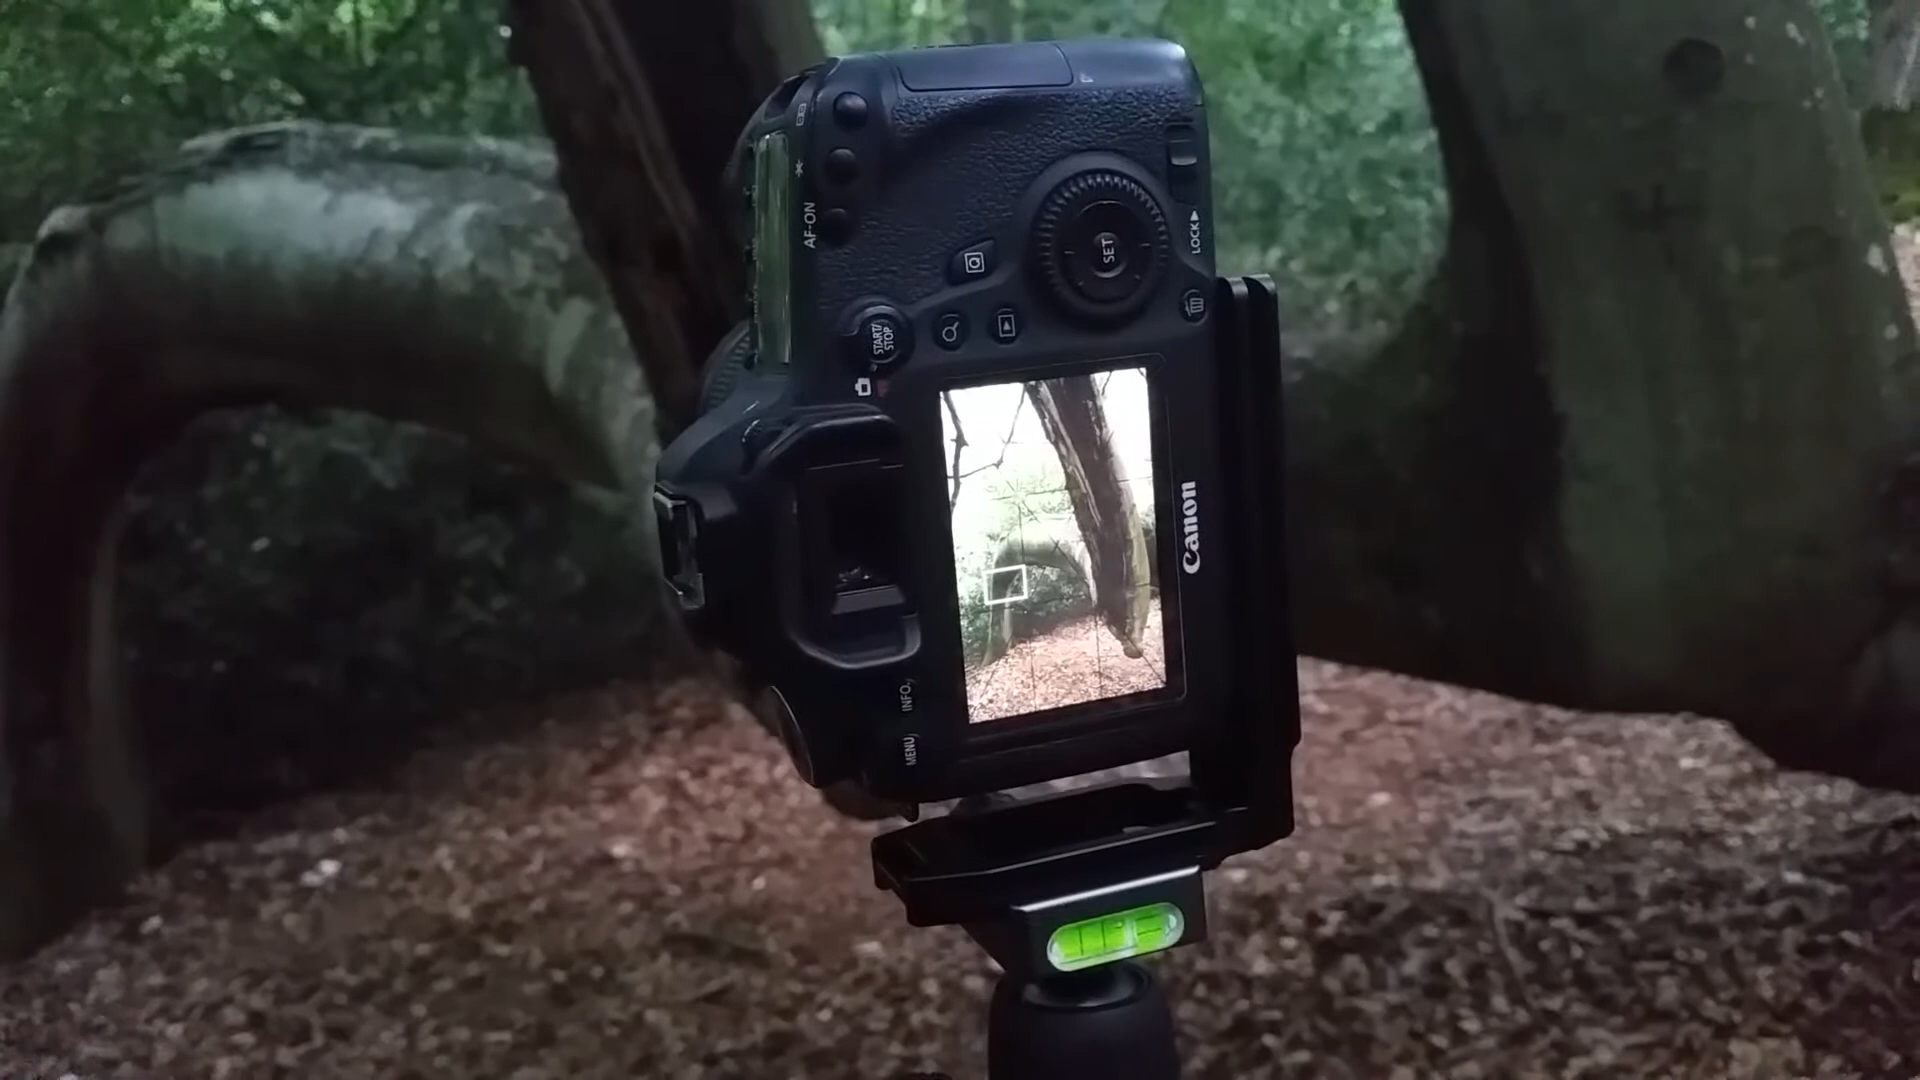 AF-ON
LOCK▶
SET
Q
START/
STOP
Canon
INFO.
MENU